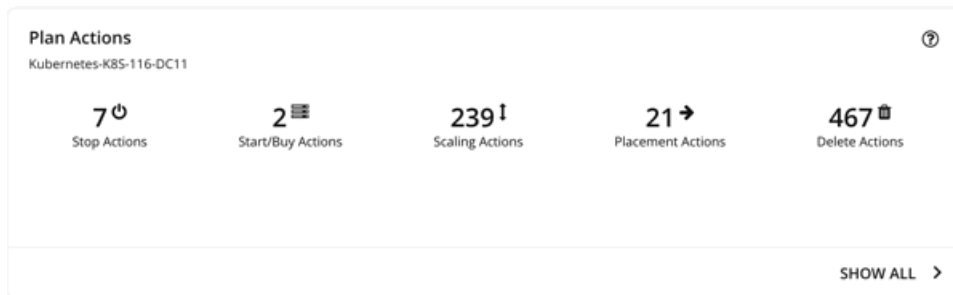 Plan Actions
Kubernetes-K8S-116-DC11
7
Stop Actions
2
Start/Buy Actions
239
Scaling Actions
21
Placement Actions
467
Delete Actions
SHOW ALL